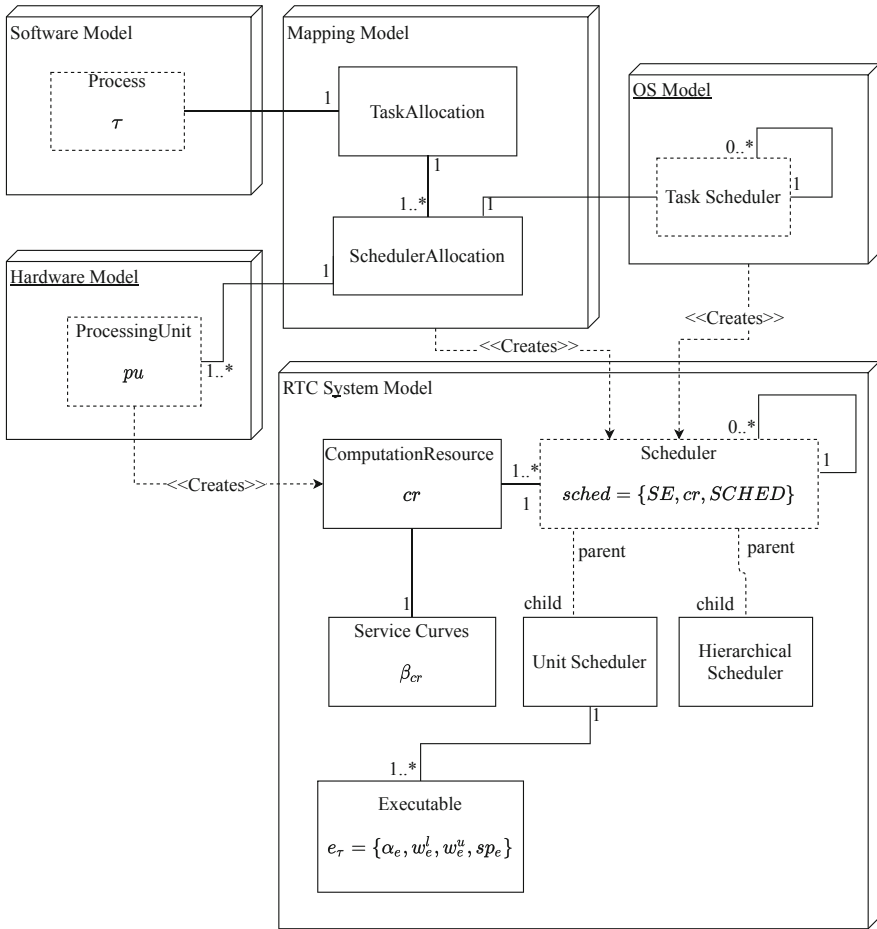 Software Model
Process
τ
Mapping Model
1
TaskAllocation
1
1..*
SchedulerAllocation
1
1
OS Model
0..*
Task Scheduler
1
Hardware Model
ProcessingUnit
pu
1..*
<<Creates>>
<<Creates>>
<<Creates>>
RTC System Model
ComputationResource
cr
1..*
1
0..*
Scheduler
1
sched = {SE, cr, SCHED}
parent
parent
child
child
1
Service Curves
β_cr
Unit Scheduler
Hierarchical
Scheduler
1
1..*
Executable
e_τ = {α_e, w_e^l, w_e^u, sp_e}